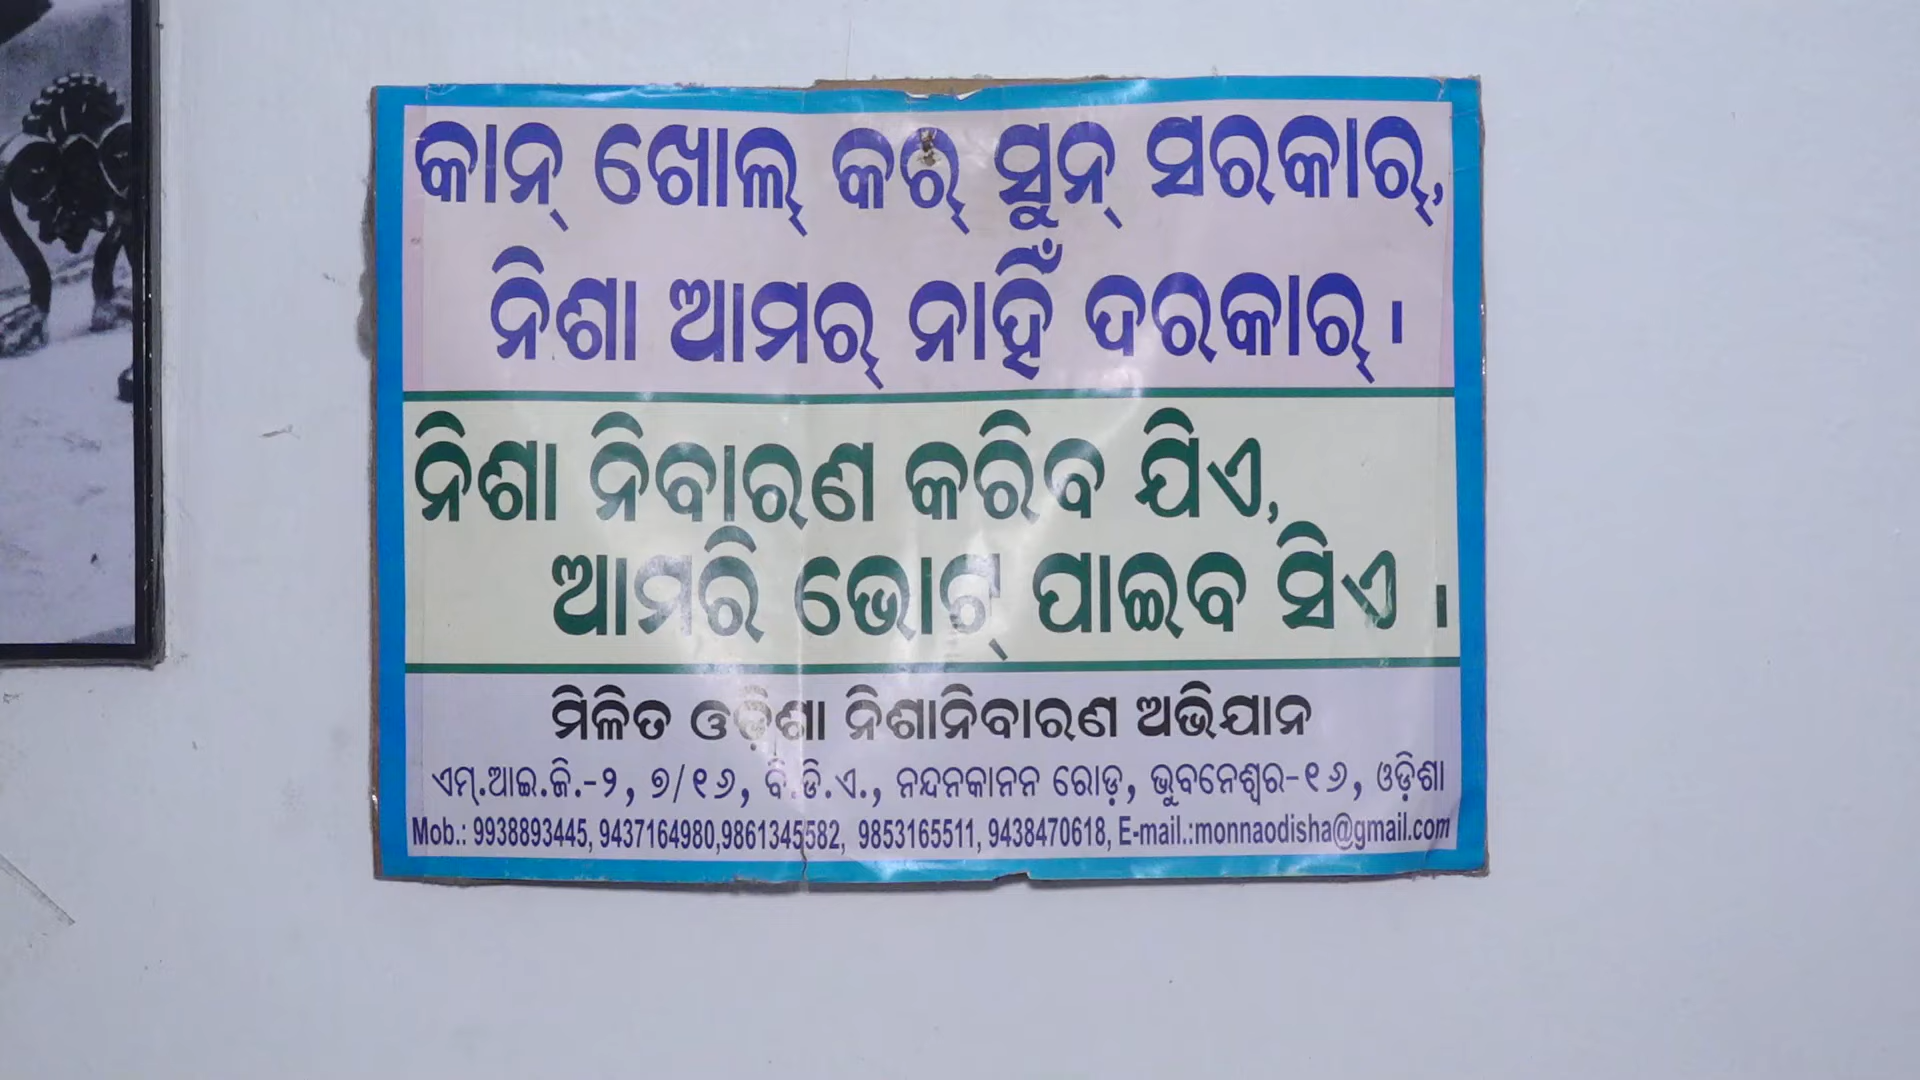 କାନ୍ ଖୋଲ୍ କର୍ ସୁନ୍ ସରକାର୍,
ନିଶା ଆମର୍ ନାହିଁ ଦରକାର୍ ।
ନିଶା ନିବାରଣ କରିବ ଯିଏ,
ଆମରି ଭୋଟ୍ ପାଇବ ସିଏ ।
ମିଳିତ ଓଡ଼ିଶା ନିଶାନିବାରଣ ଅଭିଯାନ
ଏମ୍.ଆଇ.ଜି.-୨, ୭/୧୬, ବି.ଡି.ଏ., ନନ୍ଦନକାନନ ରୋଡ଼, ଭୁବନେଶ୍ୱର-୧୬, ଓଡ଼ିଶା
Mob.: 9938893445, 9437164980,9861345582, 9853165511, 9438470618, E-mail.:monnaodisha@gmail.com